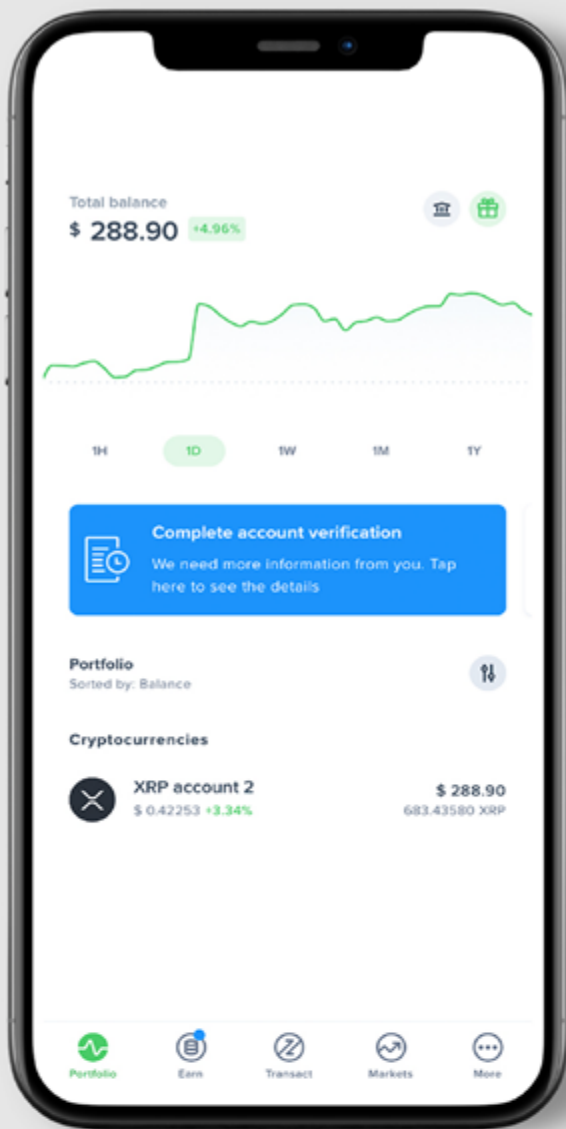 Total balance
$ 288.90 +4.96%
1H 1D 1W 1M 1Y
Complete account verification
We need more information from you. Tap
here to see the details
Portfolio
Sorted by: Balance
Cryptocurrencies
XRP account 2 $ 288.90
$ 0.42253 +3.34% 683.43580 XRP
Portfolio Earn Transact Markets More